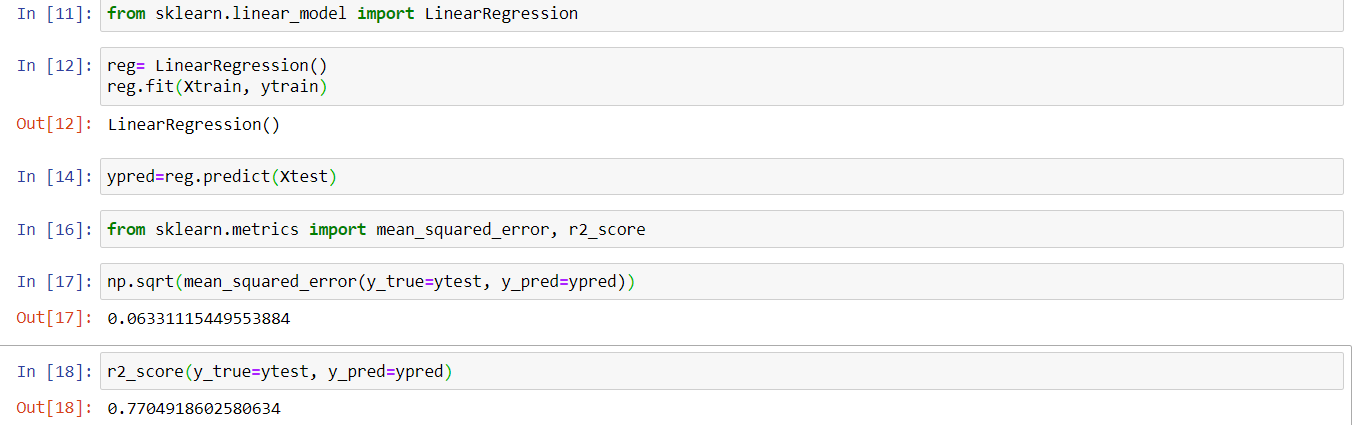 In [11]: from sklearn.linear_model import LinearRegression
In [12]: reg= LinearRegression()
reg.fit(Xtrain, ytrain)
Out[12]: LinearRegression()
In [14]: ypred=reg.predict(Xtest)
In [16]: from sklearn.metrics import mean_squared_error, r2_score
In [17]: np.sqrt(mean_squared_error(y_true=ytest, y_pred=ypred))
Out[17]: 0.06331115449553884
In [18]: r2_score(y_true=ytest, y_pred=ypred)
Out[18]: 0.7704918602580634